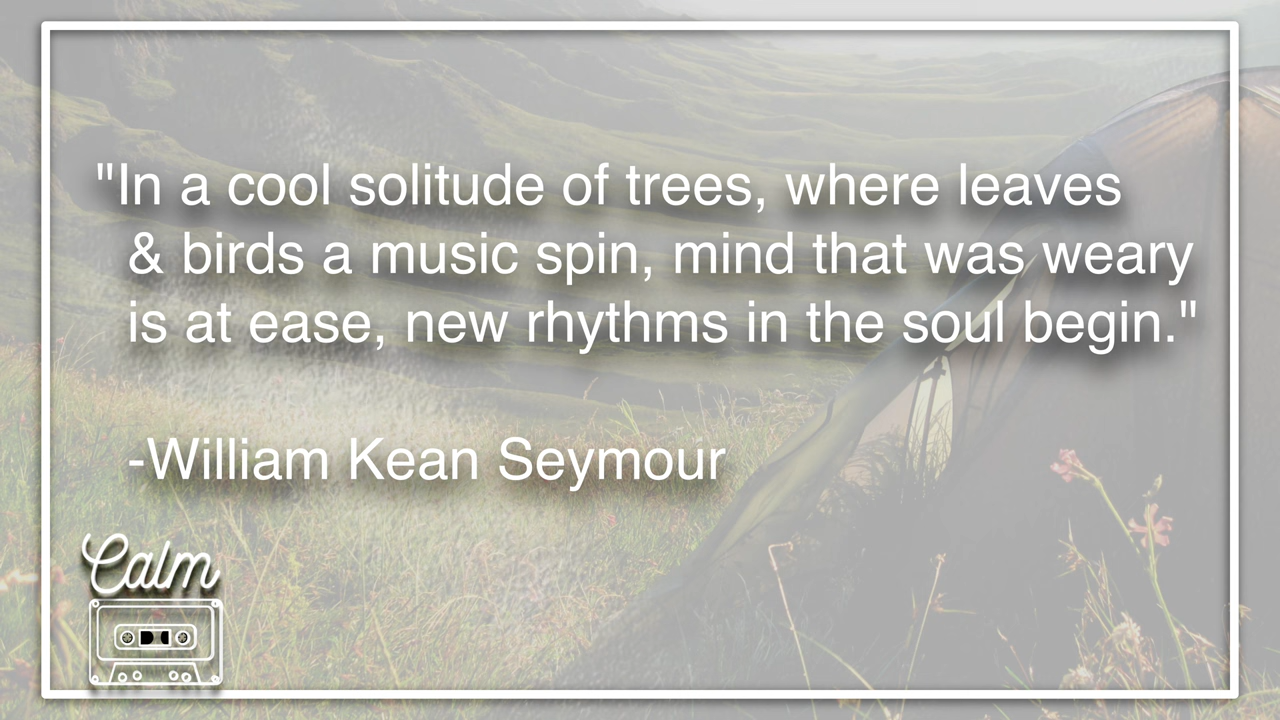 "In a cool solitude of trees, where leaves
& birds a music spin, mind that was weary
is at ease, new rhythms in the soul begin."
-William Kean Seymour
Calm